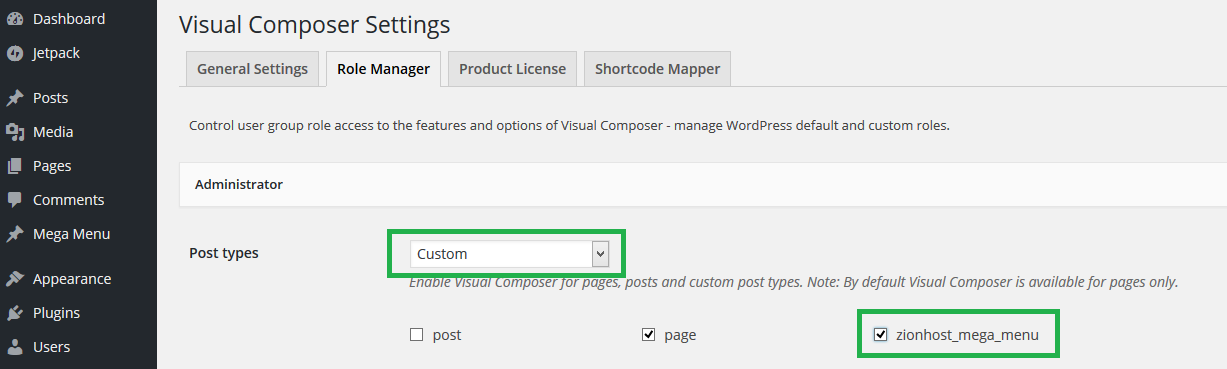 Dashboard
Jetpack
Posts
Media
Pages
Comments
Mega Menu
Appearance
Plugins
Users
Visual Composer Settings
General Settings
Role Manager
Product License
Shortcode Mapper
Control user group role access to the features and options of Visual Composer - manage WordPress default and custom roles.
Administrator
Post types
Custom
Enable Visual Composer for pages, posts and custom post types. Note: By default Visual Composer is available for pages only.
post
page
zionhost_mega_menu